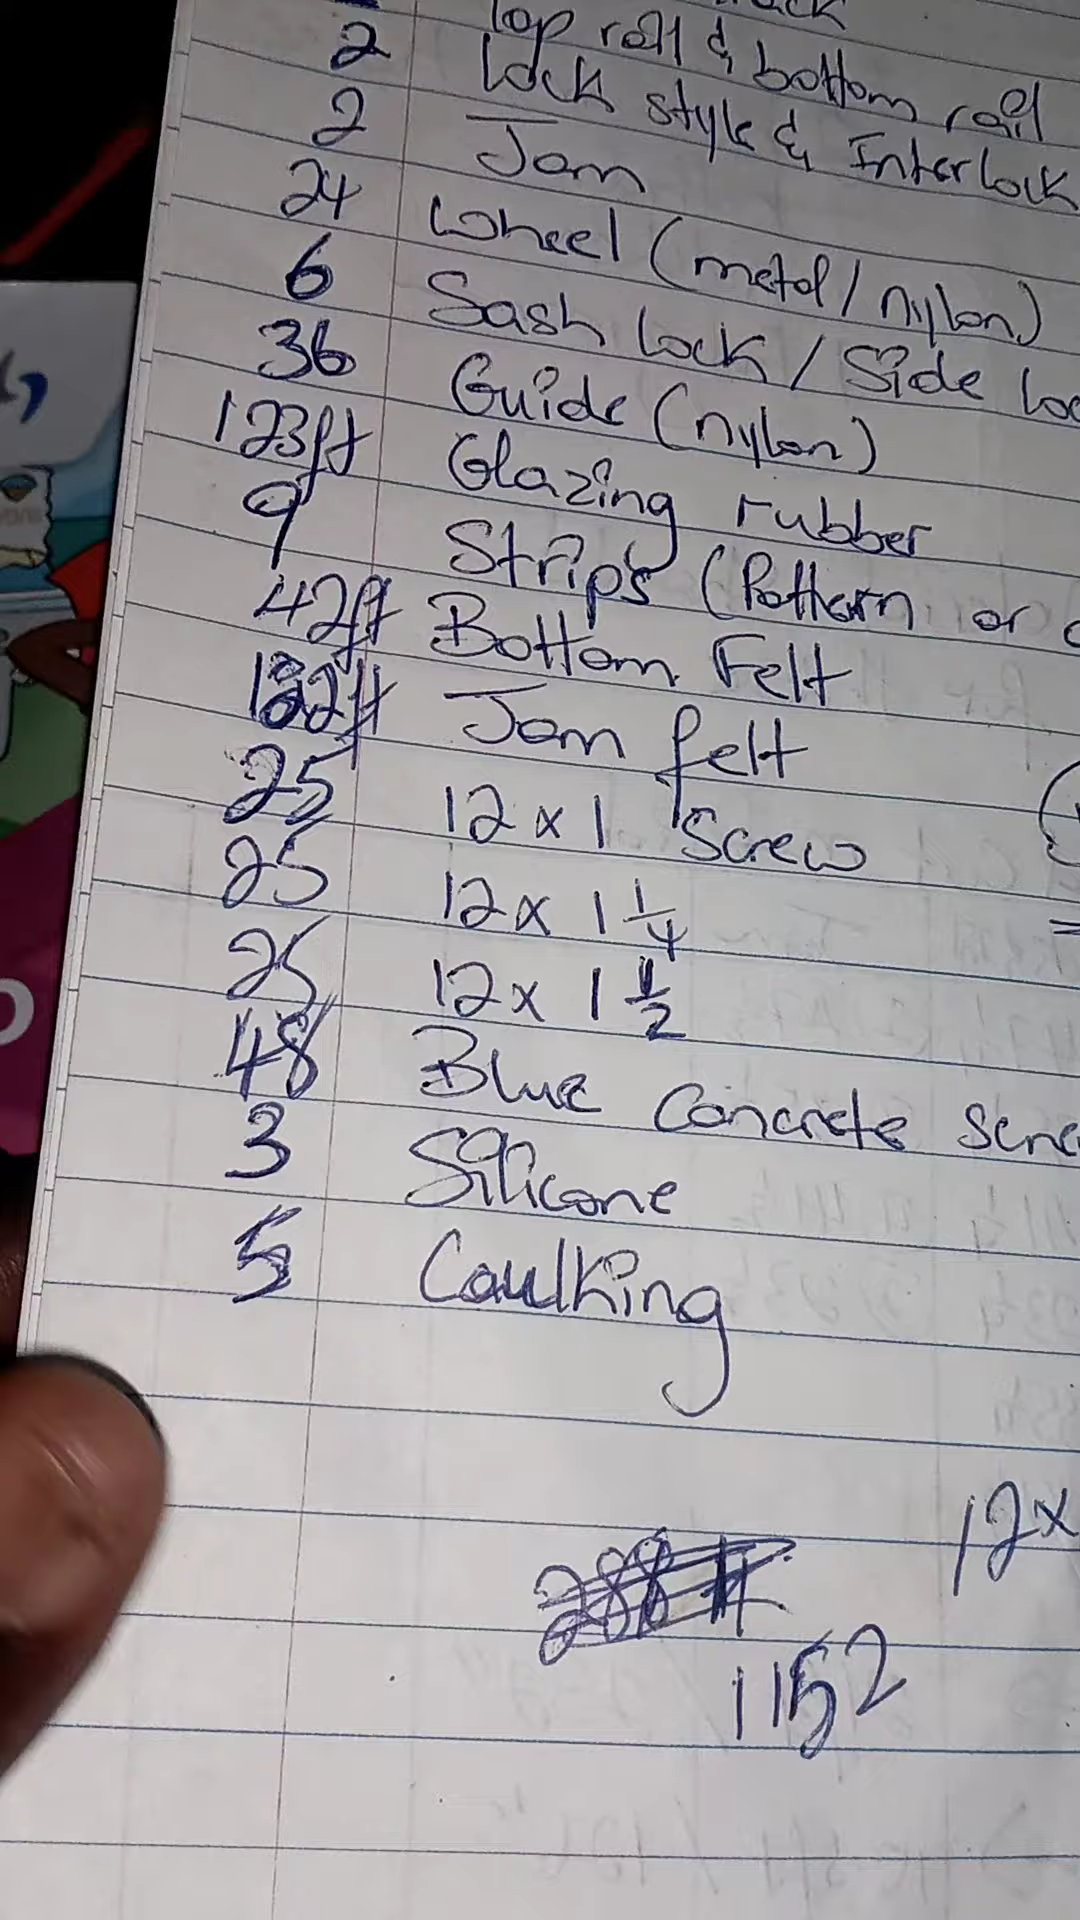 Top rail & bottom rail
2 Lock style & Interlock
2 Jam
24 Wheel (metal / nylon)
6 Sash lock / Side
36 Guide (nylon)
123ft Glazing rubber
9 Strips (Pattern or
42ft Bottom Felt
Jam felt
25 12 x 1 Screw
25 12 x 1 1/4
25 12 x 1 1/2
48 Blue Concrete
3 Silicone
5 Caulking
12 x
1152